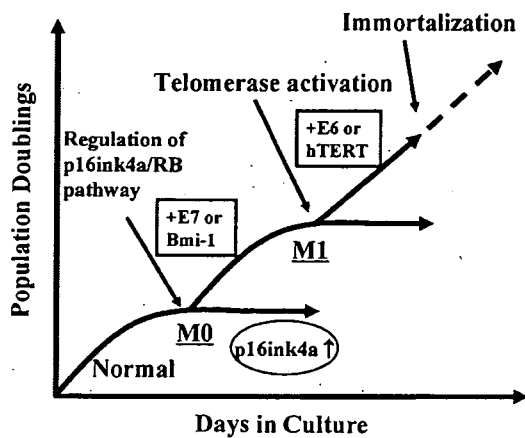 Immortalization
Telomerase activation
+E6 or
hTERT
Regulation of
p16ink4a/RB
pathway
+E7 or
Bmi-1
M1
M0
p16ink4a ↑
Normal
Population Doublings
Days in Culture